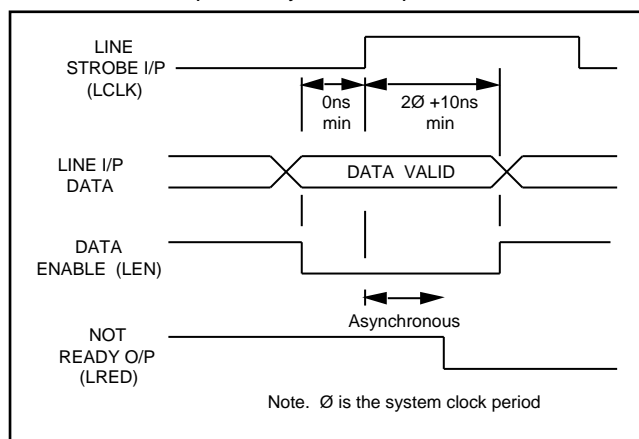 LINE
STROBE I/P
(LCLK)
0ns
min
2Ø +10ns
min
LINE I/P
DATA
DATA VALID
DATA
ENABLE (LEN)
Asynchronous
NOT
READY O/P
(LRED)
Note. Ø is the system clock period